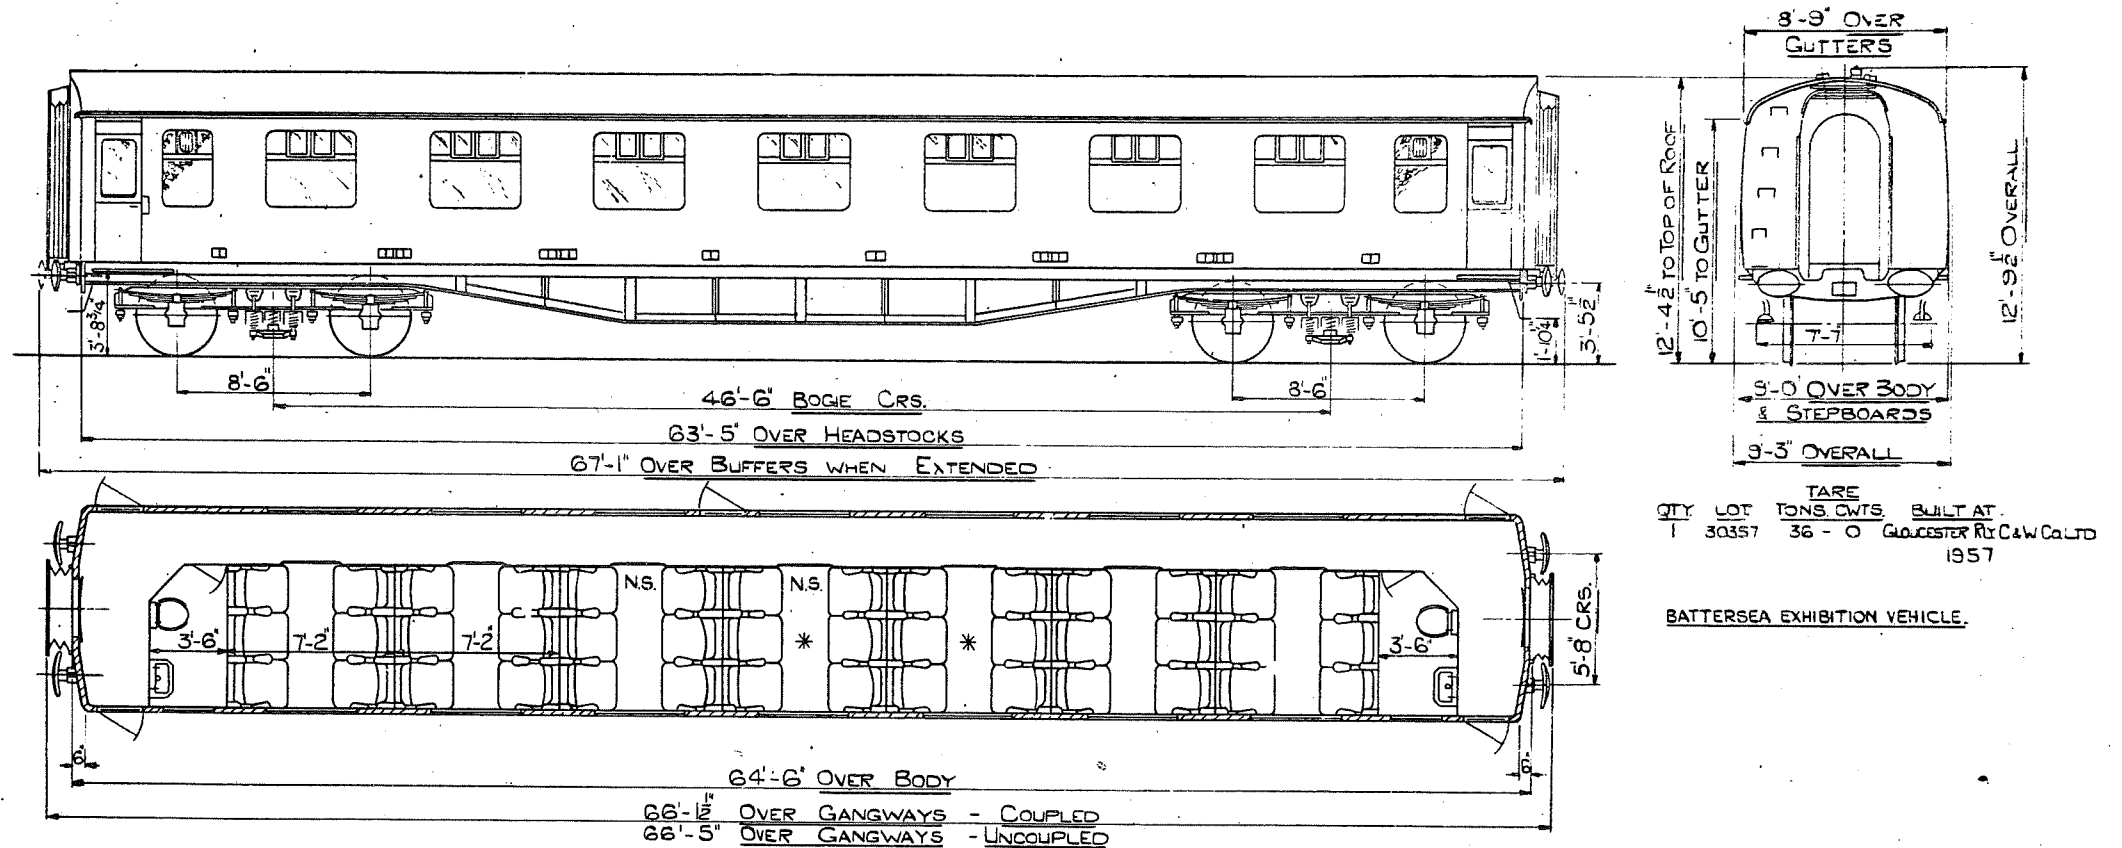 8'-9" OVER
GUTTERS
12'-4½" TO TOP OF ROOF
10'-5" TO GUTTER
12'-9½" OVERALL
3'-8¾"
1'-10¼"
3'-5½"
7'-7"
8'-6"
8'-6"
46'-6" BOGIE CRS.
9'-0" OVER BODY
& STEPBOARDS
63'-5" OVER HEADSTOCKS
9'-3" OVERALL
67'-1" OVER BUFFERS WHEN EXTENDED
TARE
QTY. LOT TONS. CWTS. BUILT AT.
1 30357 36 - 0 GLOUCESTER RLY C & W CO LTD
1957
N.S. N.S.
3'-6" 7'-2" 7'-2" * * 3'-6"
5'-8" CRS.
BATTERSEA EXHIBITION VEHICLE.
6" 6"
64'-6" OVER BODY
66'-1½" OVER GANGWAYS - COUPLED
66'-5" OVER GANGWAYS - UNCOUPLED